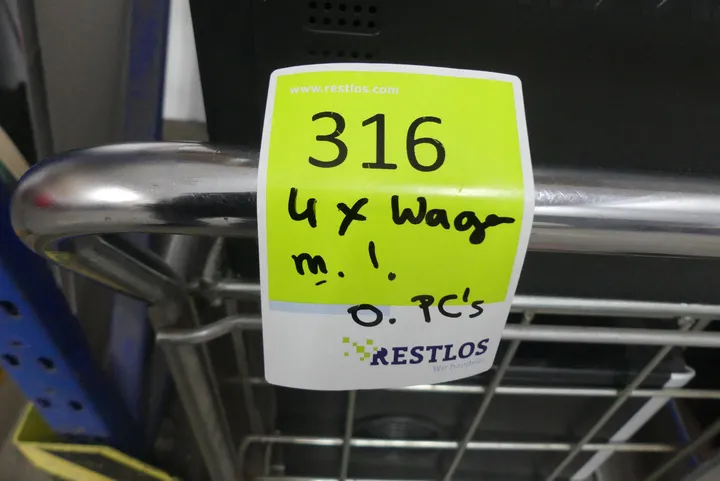 www.restlos.com
316
4 x Wagen
m. I.
o. PC's
RESTLOS